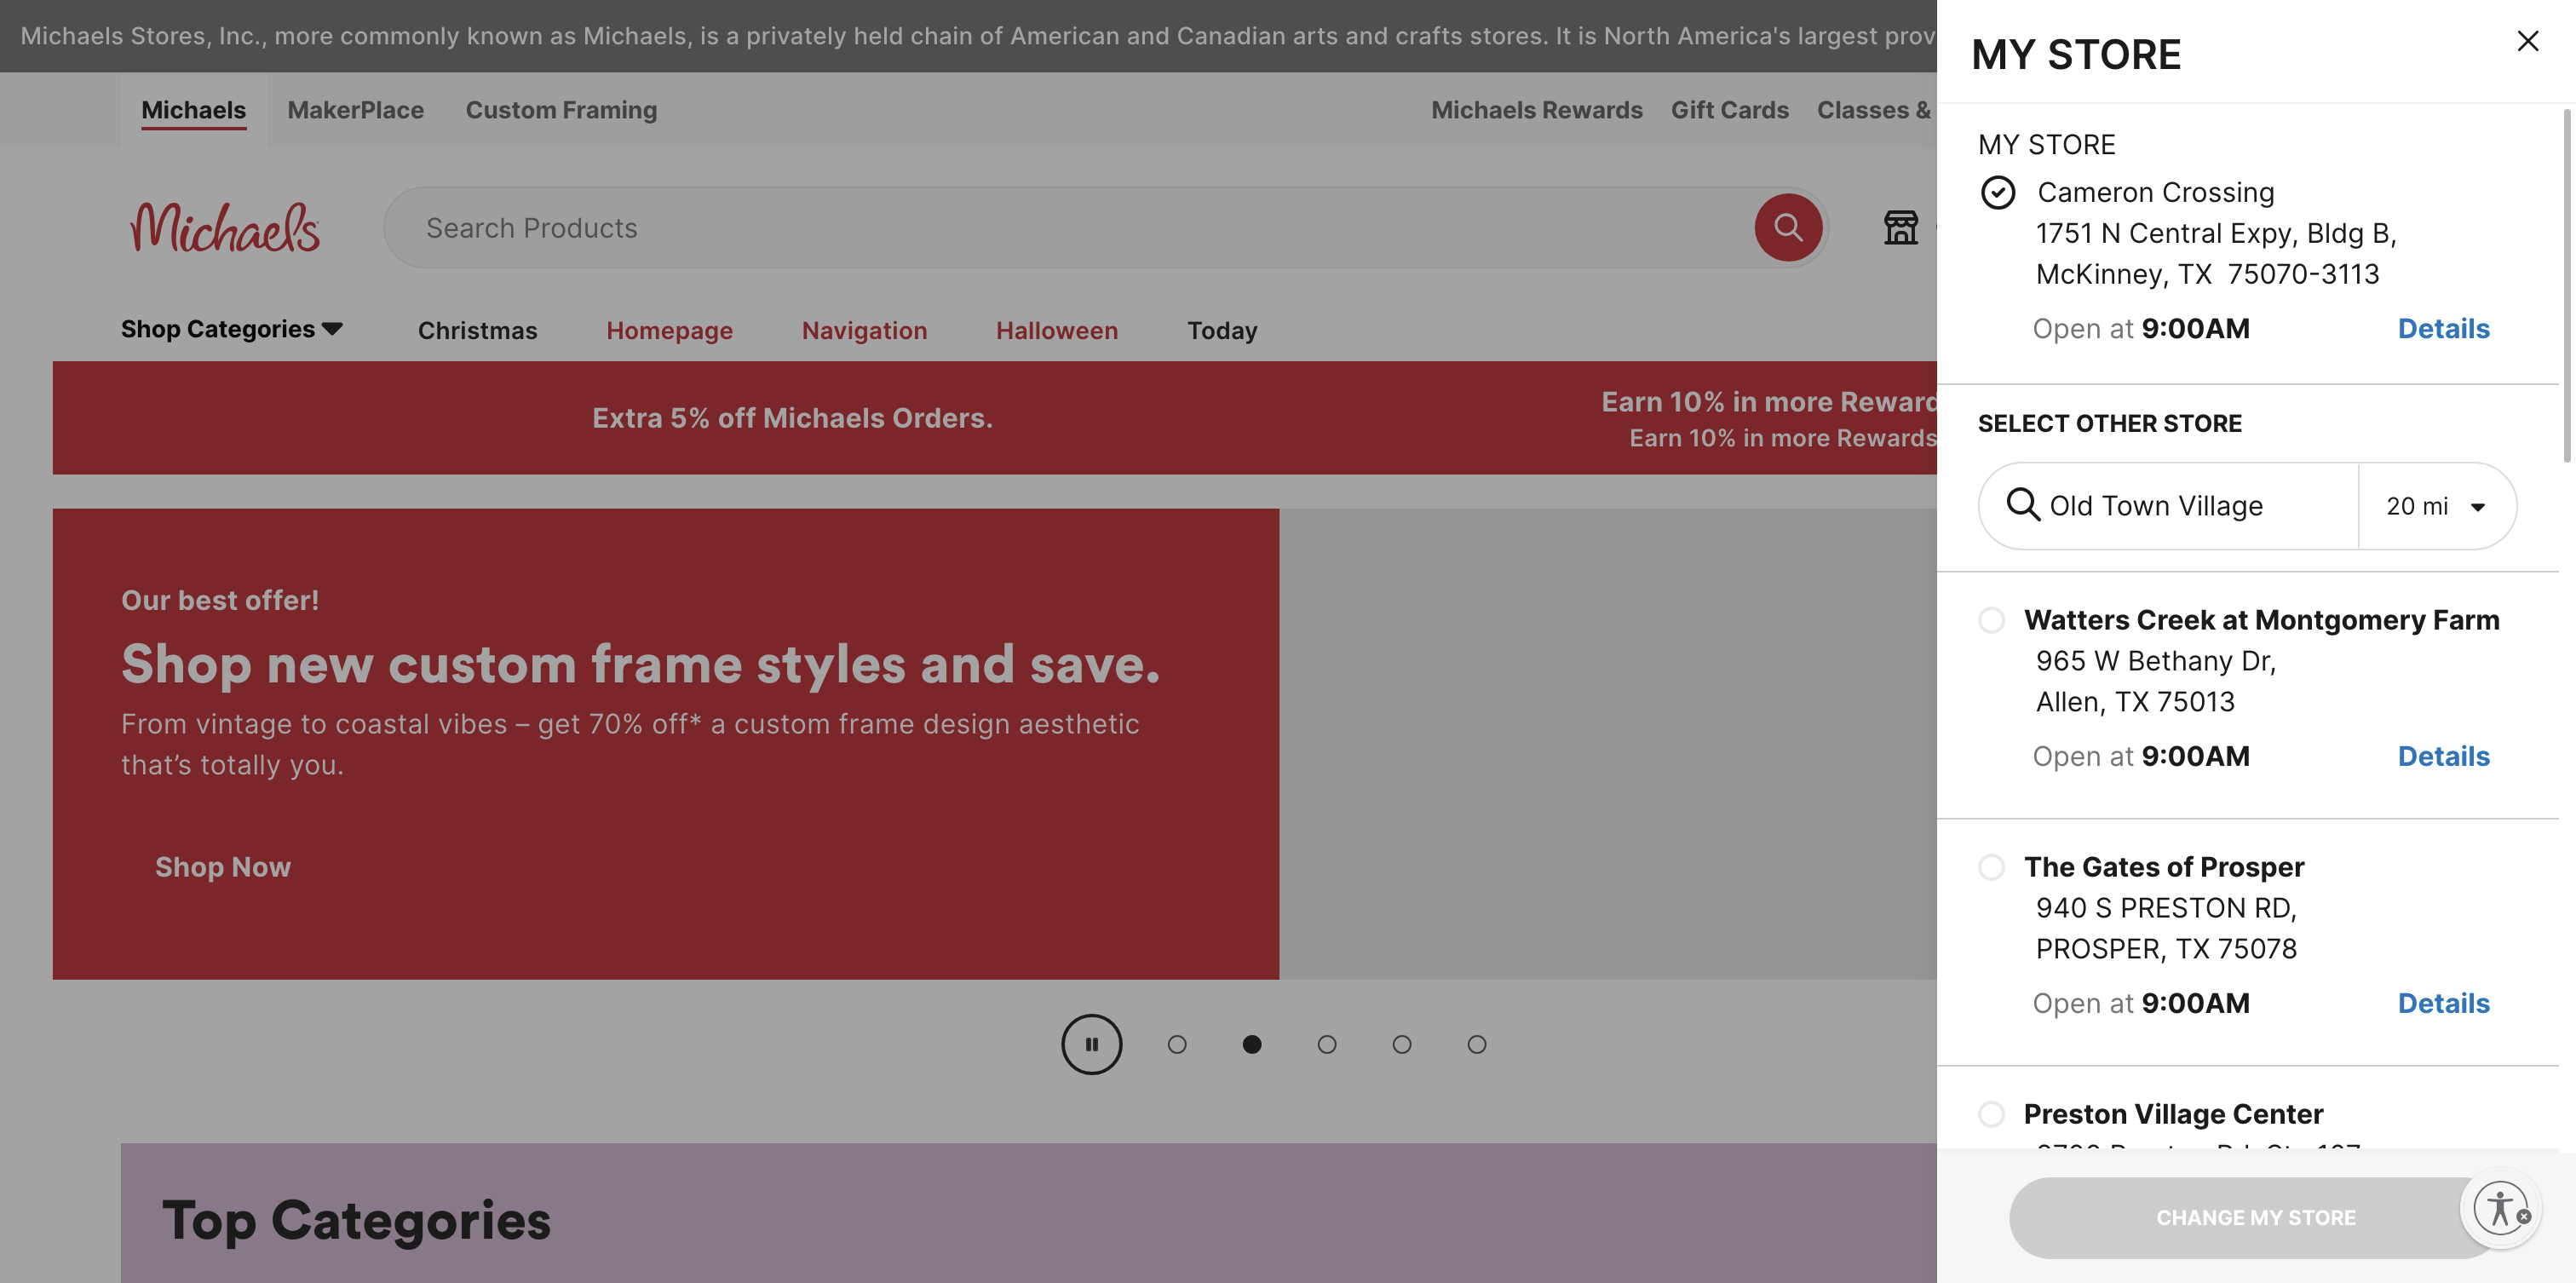 Michaels Stores, Inc., more commonly known as Michaels, is a privately held chain of American and Canadian arts and crafts stores. It is North America's largest prov
Michaels MakerPlace Custom Framing Michaels Rewards Gift Cards Classes &
Michaels
Search Products
Shop Categories Christmas Homepage Navigation Halloween Today
Extra 5% off Michaels Orders.
Earn 10% in more Reward
Earn 10% in more Rewards
Our best offer!
Shop new custom frame styles and save.
From vintage to coastal vibes – get 70% off* a custom frame design aesthetic
that's totally you.
Shop Now
Top Categories
MY STORE
MY STORE
Cameron Crossing
1751 N Central Expy, Bldg B,
McKinney, TX 75070-3113
Open at 9:00AM Details
SELECT OTHER STORE
Old Town Village 20 mi
Watters Creek at Montgomery Farm
965 W Bethany Dr,
Allen, TX 75013
Open at 9:00AM Details
The Gates of Prosper
940 S PRESTON RD,
PROSPER, TX 75078
Open at 9:00AM Details
Preston Village Center
CHANGE MY STORE